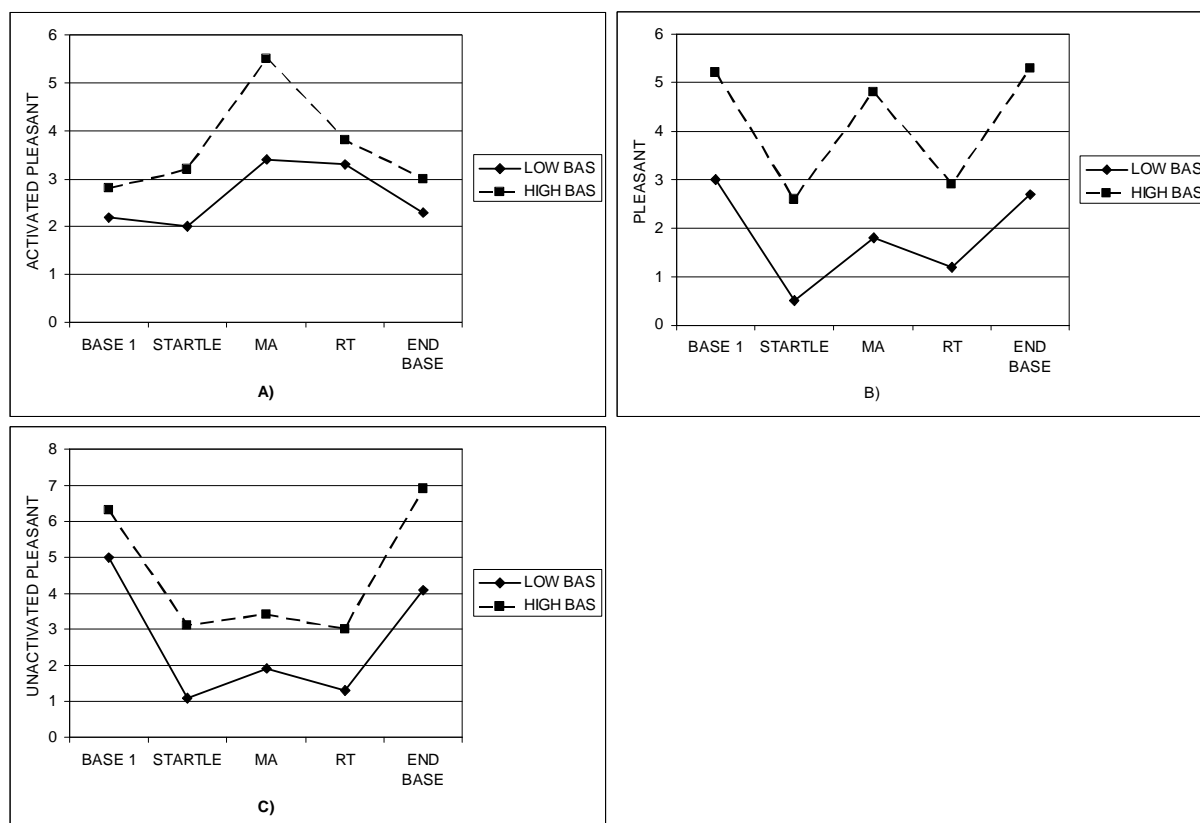 ACTIVATED PLEASANT
6
5
4
3
2
1
0
BASE 1 STARTLE MA RT END
BASE
LOW BAS
HIGH BAS
A)
PLEASANT
6
5
4
3
2
1
0
BASE 1 STARTLE MA RT END
BASE
LOW BAS
HIGH BAS
B)
UNACTIVATED PLEASANT
8
7
6
5
4
3
2
1
0
BASE 1 STARTLE MA RT END
BASE
LOW BAS
HIGH BAS
C)